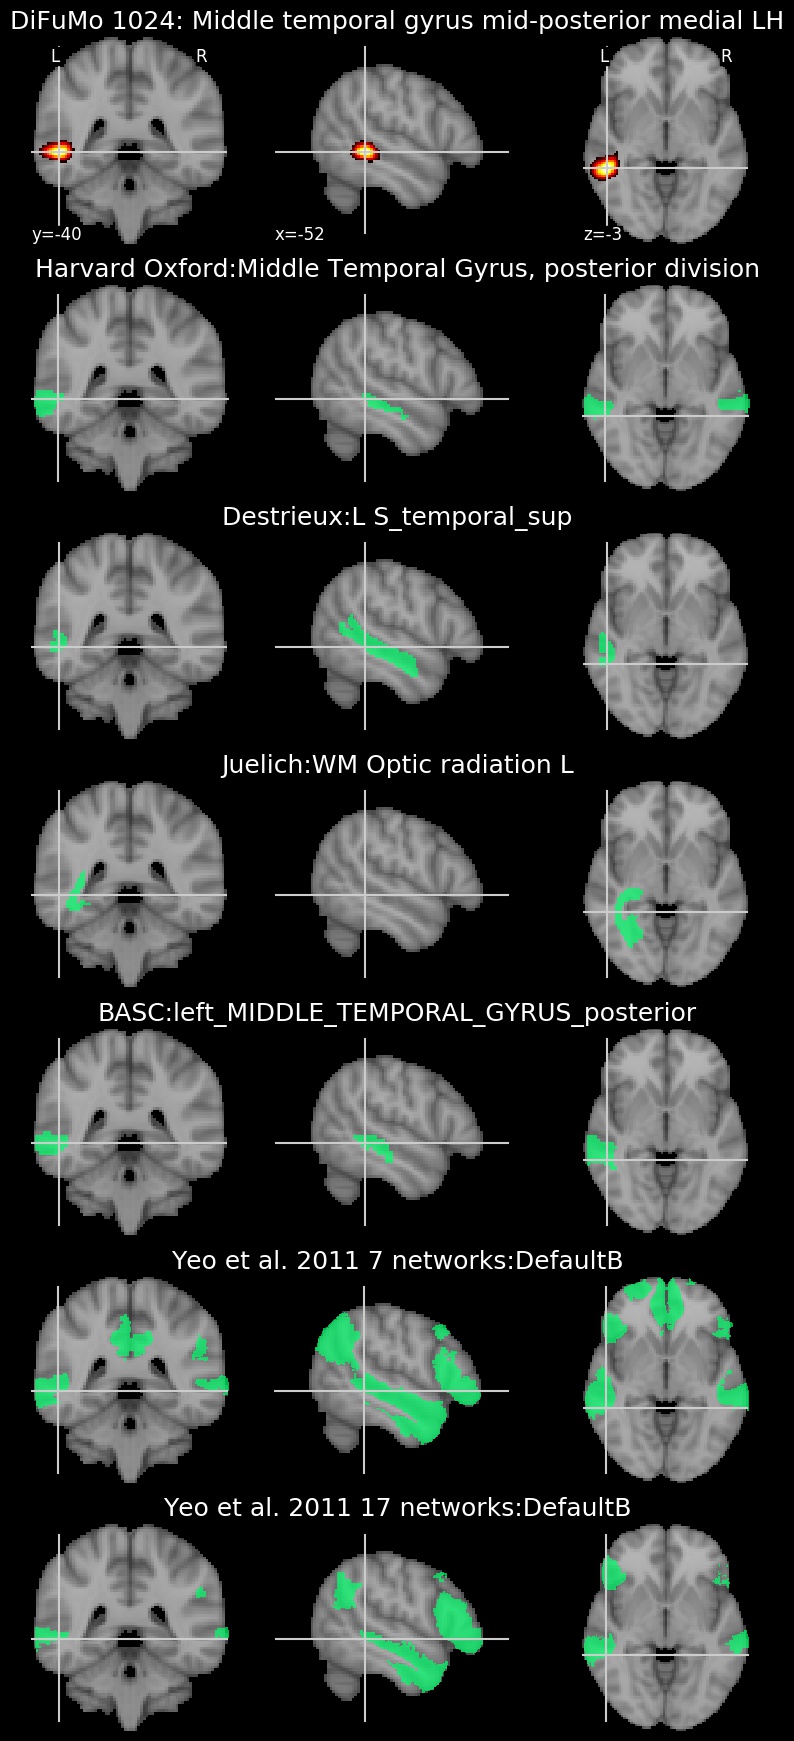 DiFuMo 1024: Middle temporal gyrus mid-posterior medial LH
L R L R
y=-40 x=-52 z=-3
Harvard Oxford:Middle Temporal Gyrus, posterior division
Destrieux:L S_temporal_sup
Juelich:WM Optic radiation L
BASC:left_MIDDLE_TEMPORAL_GYRUS_posterior
Yeo et al. 2011 7 networks:DefaultB
Yeo et al. 2011 17 networks:DefaultB